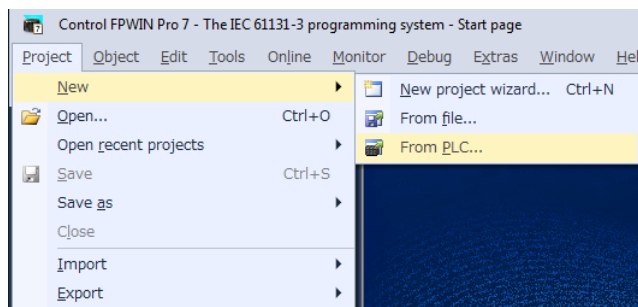 Control FPWIN Pro 7 - The IEC 61131-3 programming system - Start page
Project Object Edit Tools Online Monitor Debug Extras Window Hel
New
New project wizard... Ctrl+N
Open... Ctrl+O
From file...
Open recent projects
From PLC...
Save Ctrl+S
Save as
Close
Import
Export